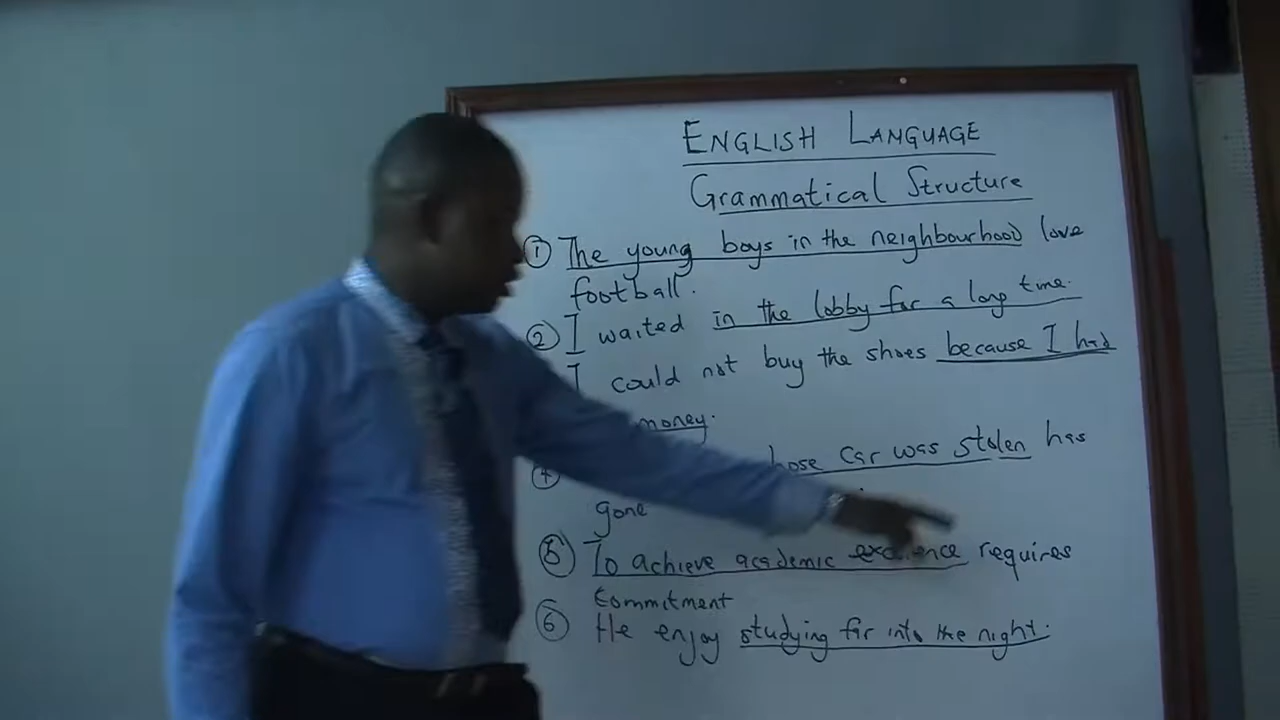 ENGLISH LANGUAGE
Grammatical Structure
① The young boys in the neighbourhood love
football.
② I waited in the lobby for a long time.
I could not buy the shoes because I had
money.
④ car was stolen has
gone
⑤ To achieve academic requires
Commitment
⑥ He enjoy studying far into the night.